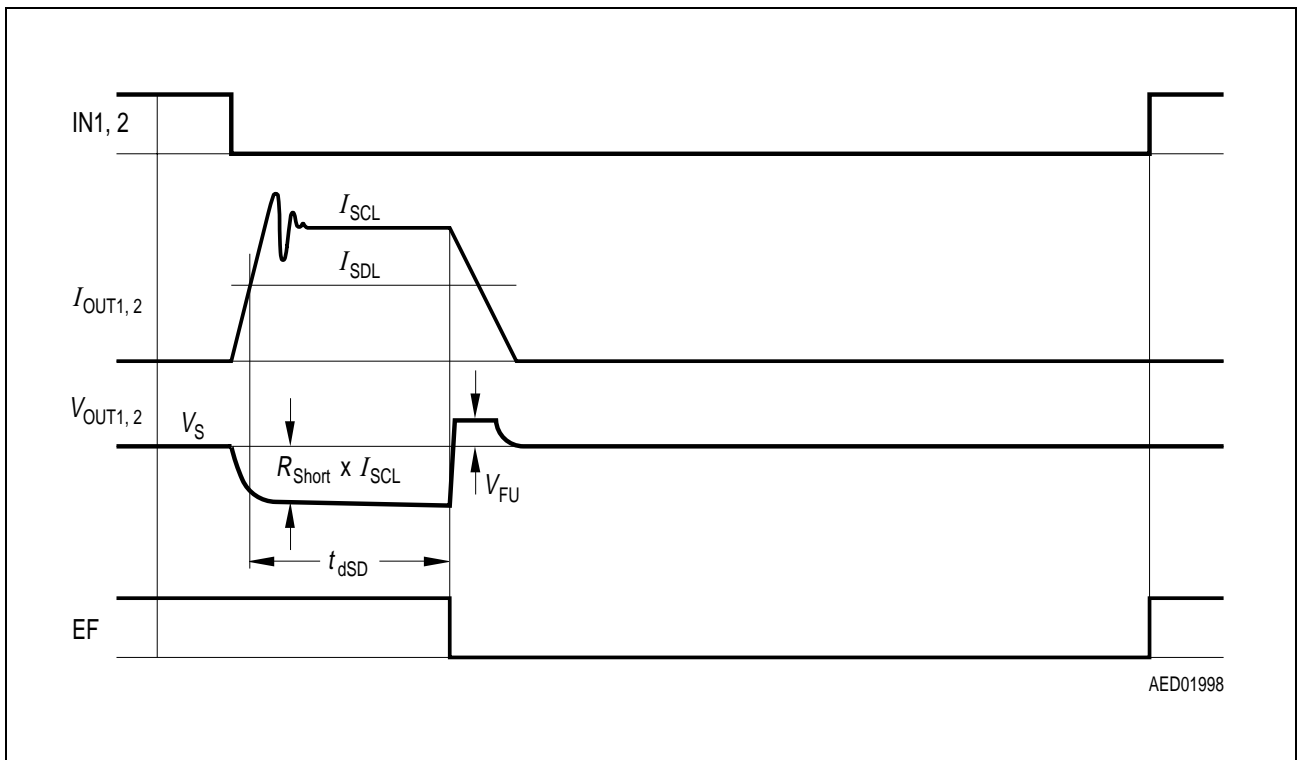 IN1, 2
I_SCL
I_SDL
I_OUT1, 2
V_OUT1, 2
V_S
R_Short x I_SCL
V_FU
t_dSD
EF
AED01998